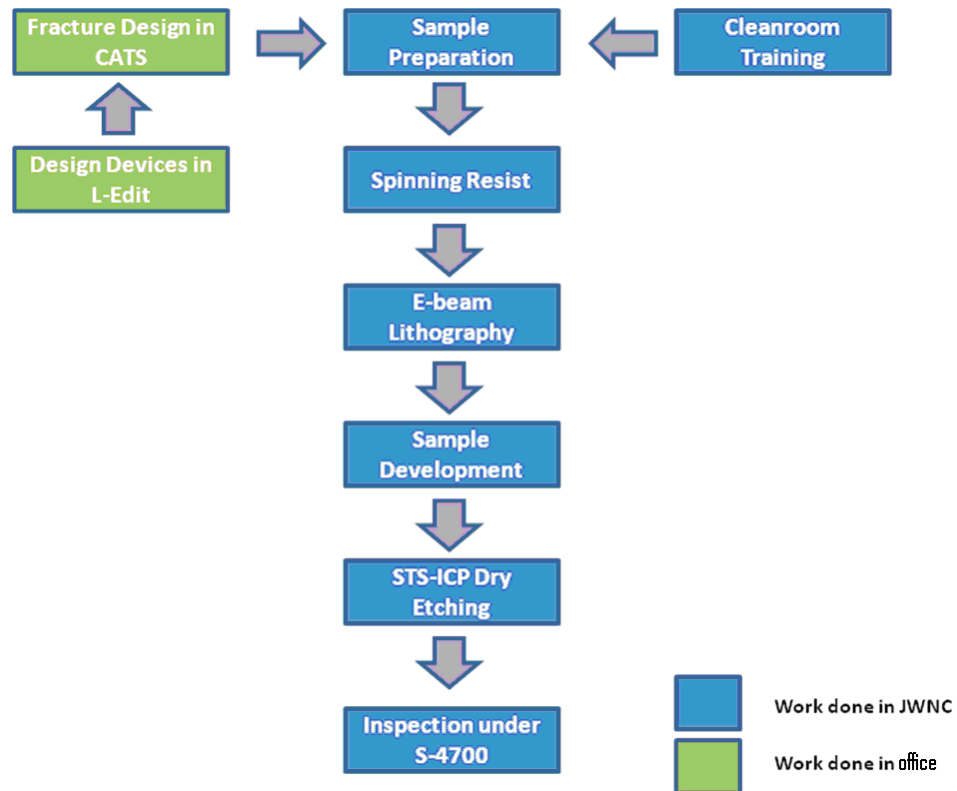 Fracture Design in
CATS
Sample
Preparation
Cleanroom
Training
Design Devices in
L-Edit
Spinning Resist
E-beam
Lithography
Sample
Development
STS-ICP Dry
Etching
Inspection under
S-4700
Work done in JWNC
Work done in office